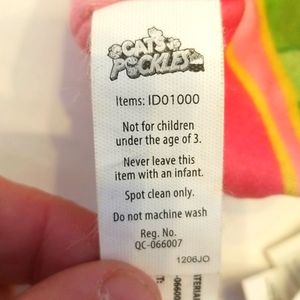 CATS
PICKLES
Items: ID01000
Not for children
under the age of 3.
Never leave this
item with an infant.
Spot clean only.
Do not machine wash
Reg. No.
QC-066007
1206JO